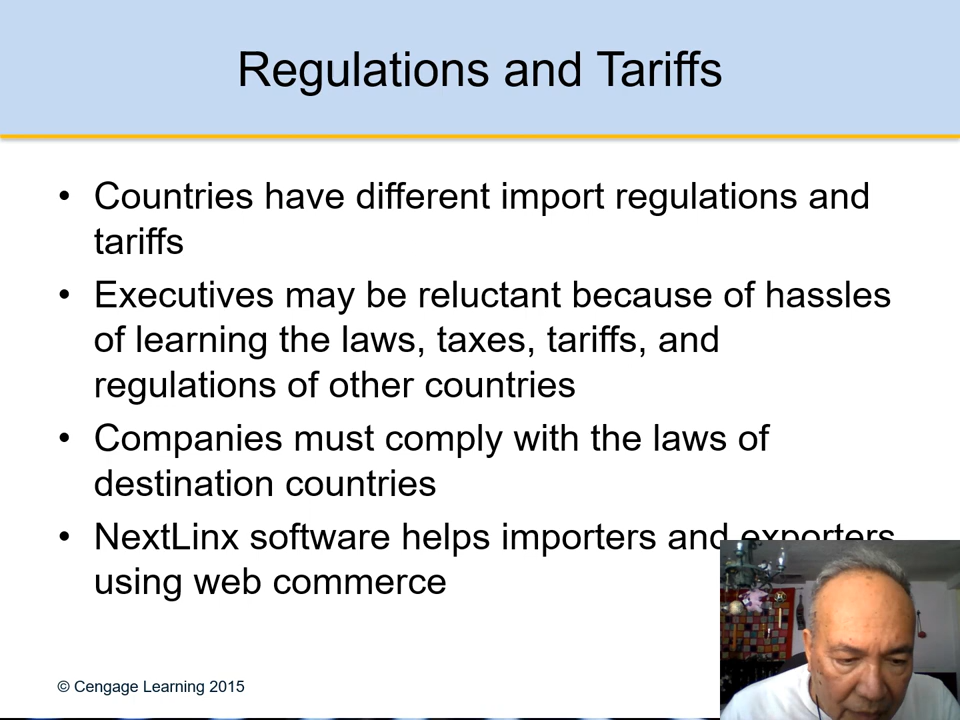 Regulations and Tariffs
• Countries have different import regulations and
tariffs
• Executives may be reluctant because of hassles
of learning the laws, taxes, tariffs, and
regulations of other countries
• Companies must comply with the laws of
destination countries
• NextLinx software helps importers and exporters
using web commerce
© Cengage Learning 2015